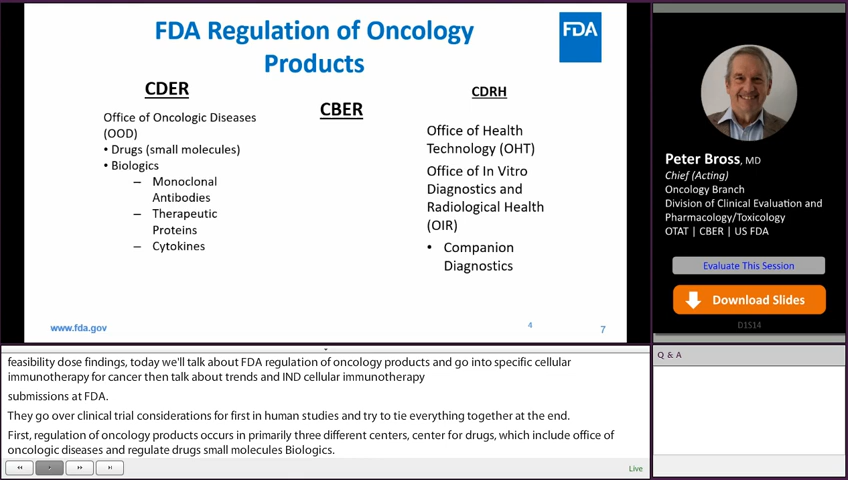 FDA Regulation of Oncology
Products
FDA
CDER
Office of Oncologic Diseases
(OOD)
• Drugs (small molecules)
• Biologics
– Monoclonal
Antibodies
– Therapeutic
Proteins
– Cytokines
CBER
CDRH
Office of Health
Technology (OHT)
Office of In Vitro
Diagnostics and
Radiological Health
(OIR)
• Companion
Diagnostics
www.fda.gov
4
7
Peter Bross, MD
Chief (Acting)
Oncology Branch
Division of Clinical Evaluation and
Pharmacology/Toxicology
OTAT | CBER | US FDA
Evaluate This Session
Download Slides
D1S14
feasibility dose findings, today we'll talk about FDA regulation of oncology products and go into specific cellular
immunotherapy for cancer then talk about trends and IND cellular immunotherapy
submissions at FDA.
They go over clinical trial considerations for first in human studies and try to tie everything together at the end.
First, regulation of oncology products occurs in primarily three different centers, center for drugs, which include office of
oncologic diseases and regulate drugs small molecules Biologics.
Live
Q & A